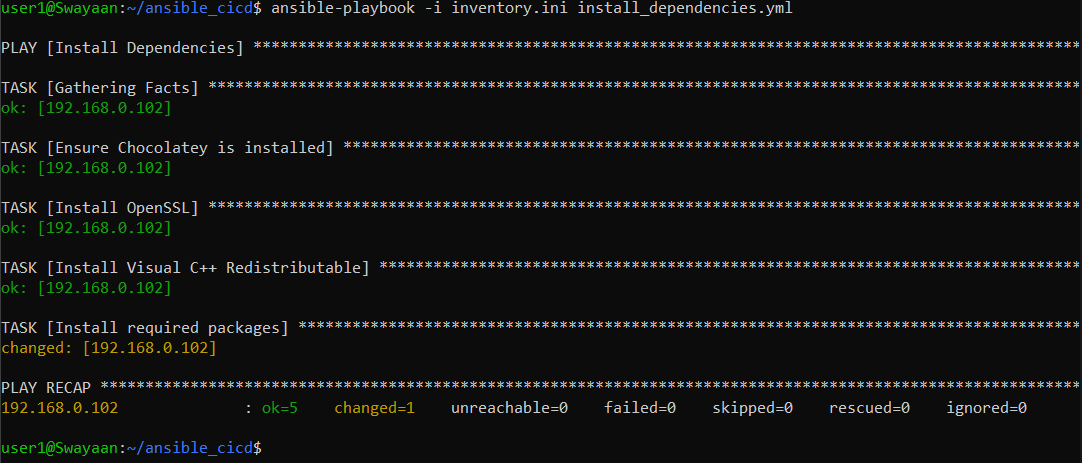 user1@Swayaan:~/ansible_cicd$ ansible-playbook -i inventory.ini install_dependencies.yml
PLAY [Install Dependencies] ********************************************************************************************
TASK [Gathering Facts] *************************************************************************************************
ok: [192.168.0.102]
TASK [Ensure Chocolatey is installed] **********************************************************************************
ok: [192.168.0.102]
TASK [Install OpenSSL] *************************************************************************************************
ok: [192.168.0.102]
TASK [Install Visual C++ Redistributable] ******************************************************************************
ok: [192.168.0.102]
TASK [Install required packages] ***************************************************************************************
changed: [192.168.0.102]
PLAY RECAP *************************************************************************************************************
192.168.0.102              : ok=5    changed=1    unreachable=0    failed=0    skipped=0    rescued=0    ignored=0
user1@Swayaan:~/ansible_cicd$